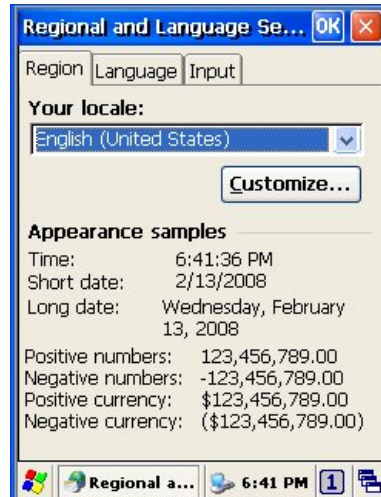 Regional and Language Se... OK
Region Language Input
Your locale:
English (United States)
Customize...
Appearance samples
Time: 6:41:36 PM
Short date: 2/13/2008
Long date: Wednesday, February
13, 2008
Positive numbers: 123,456,789.00
Negative numbers: -123,456,789.00
Positive currency: $123,456,789.00
Negative currency: ($123,456,789.00)
Regional a... 6:41 PM 1